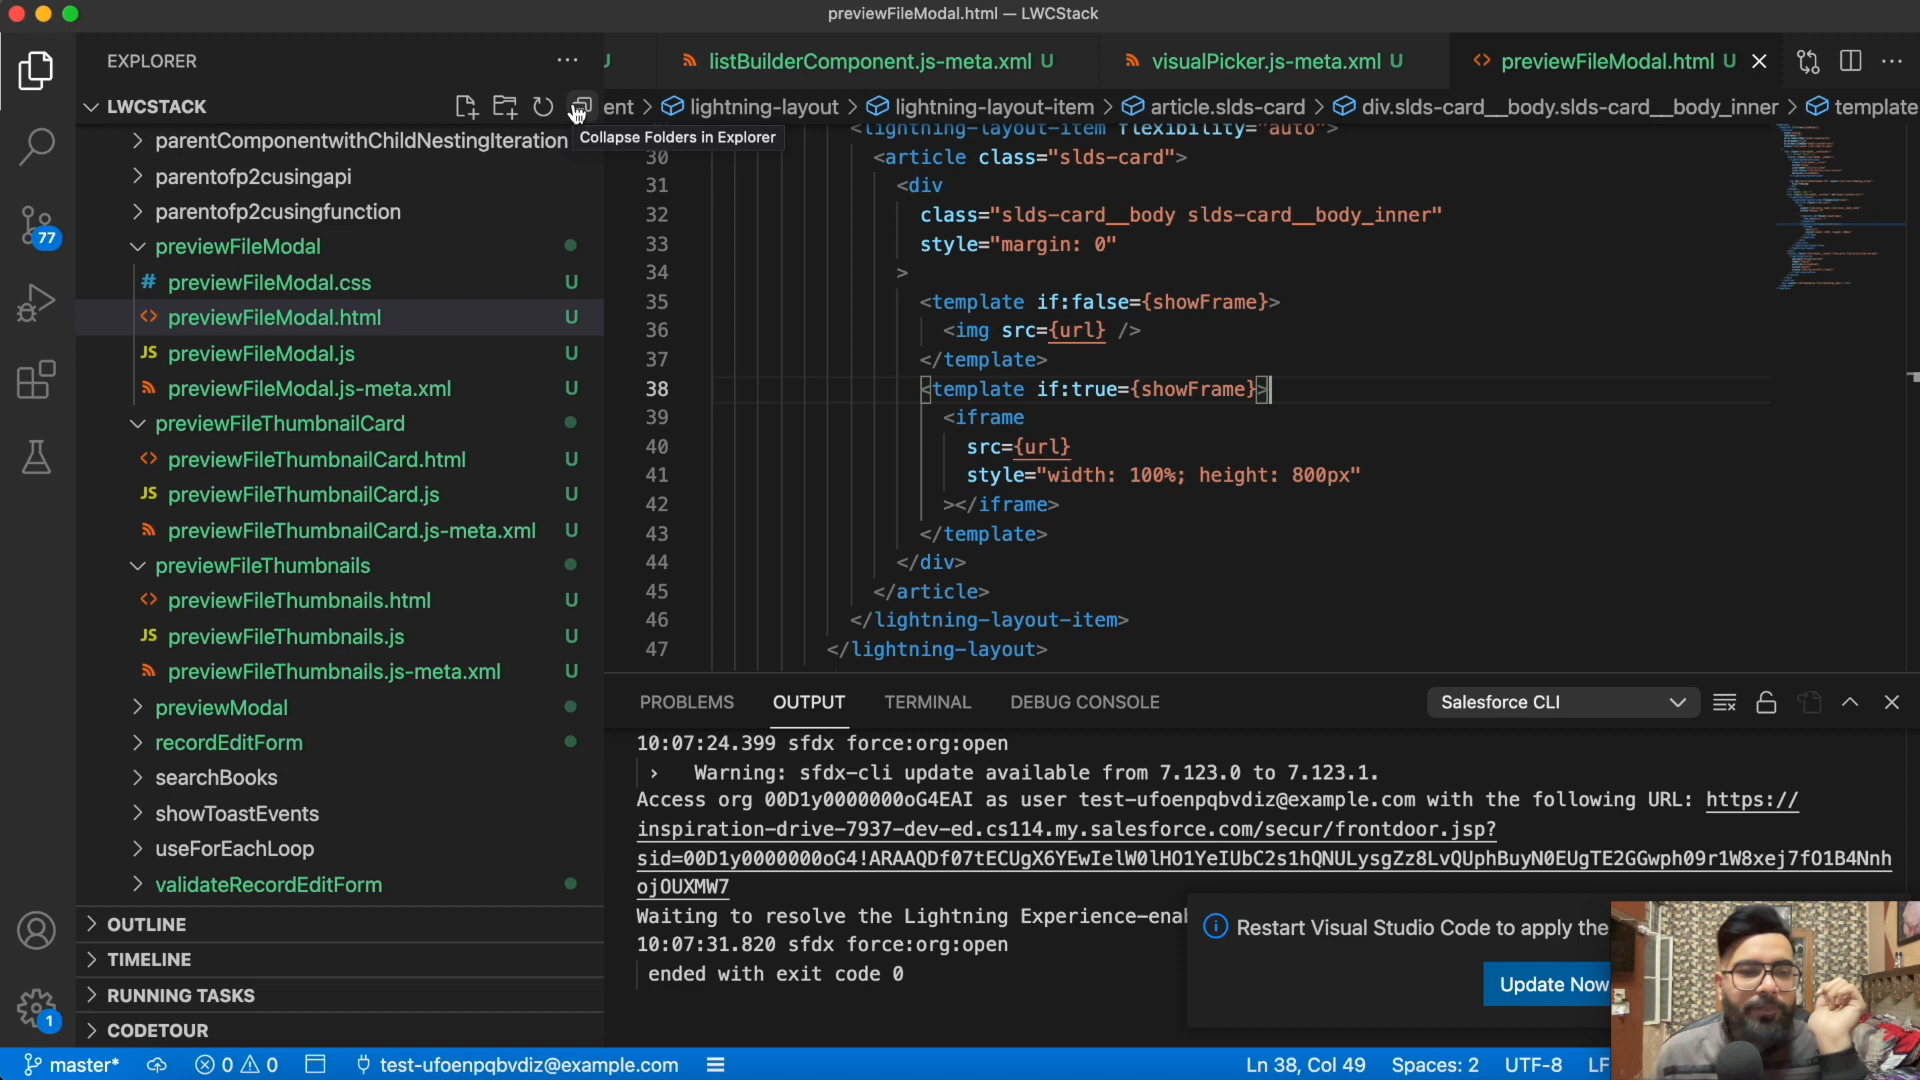 previewFileModal.html — LWCStack
EXPLORER
LWCSTACK
parentComponentwithChildNestingIteration
parentofp2cusingapi
parentofp2cusingfunction
previewFileModal
# previewFileModal.css U
<> previewFileModal.html U
JS previewFileModal.js U
previewFileModal.js-meta.xml U
previewFileThumbnailCard
<> previewFileThumbnailCard.html U
JS previewFileThumbnailCard.js U
previewFileThumbnailCard.js-meta.xml U
previewFileThumbnails
<> previewFileThumbnails.html U
JS previewFileThumbnails.js U
previewFileThumbnails.js-meta.xml U
previewModal
recordEditForm
searchBooks
showToastEvents
useForEachLoop
validateRecordEditForm
OUTLINE
TIMELINE
RUNNING TASKS
CODETOUR
77
1
Collapse Folders in Explorer
U listBuilderComponent.js-meta.xml U visualPicker.js-meta.xml U <> previewFileModal.html U
ent > lightning-layout > lightning-layout-item > article.slds-card > div.slds-card__body.slds-card__body_inner > template
<lightning-layout-item flexibility="auto">
30 <article class="slds-card">
31 <div
32 class="slds-card__body slds-card__body_inner"
33 style="margin: 0"
34 >
35 <template if:false={showFrame}>
36 <img src={url} />
37 </template>
38 <template if:true={showFrame}>
39 <iframe
40 src={url}
41 style="width: 100%; height: 800px"
42 ></iframe>
43 </template>
44 </div>
45 </article>
46 </lightning-layout-item>
47 </lightning-layout>
PROBLEMS OUTPUT TERMINAL DEBUG CONSOLE Salesforce CLI
10:07:24.399 sfdx force:org:open
› Warning: sfdx-cli update available from 7.123.0 to 7.123.1.
Access org 00D1y0000000oG4EAI as user test-ufoenpqbvdiz@example.com with the following URL: https://
inspiration-drive-7937-dev-ed.cs114.my.salesforce.com/secur/frontdoor.jsp?
sid=00D1y0000000oG4!ARAAQDf07tECUgX6YEwIelW0lHO1YeIUbC2s1hQNULysgZz8LvQUphBuyN0EUgTE2GGwph09r1W8xej7fO1B4Nnh
ojOUXMW7
Waiting to resolve the Lightning Experience-ena
10:07:31.820 sfdx force:org:open
ended with exit code 0
Restart Visual Studio Code to apply the
Update Now
master* 0 0 test-ufoenpqbvdiz@example.com Ln 38, Col 49 Spaces: 2 UTF-8 LF